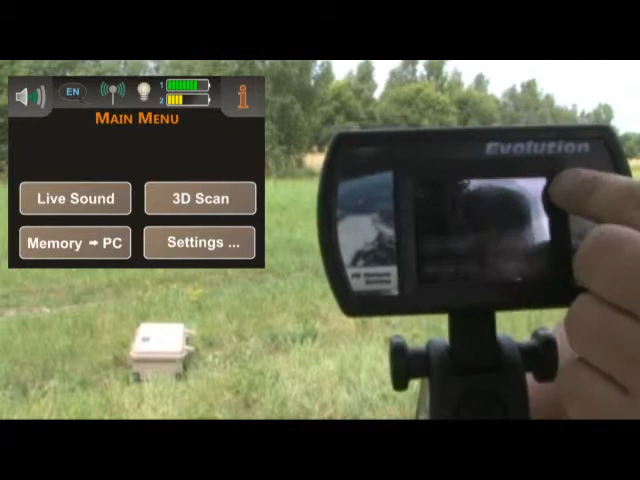 EN
1
2
i
MAIN MENU
Live Sound
3D Scan
Memory ➡ PC
Settings ...
Evolution